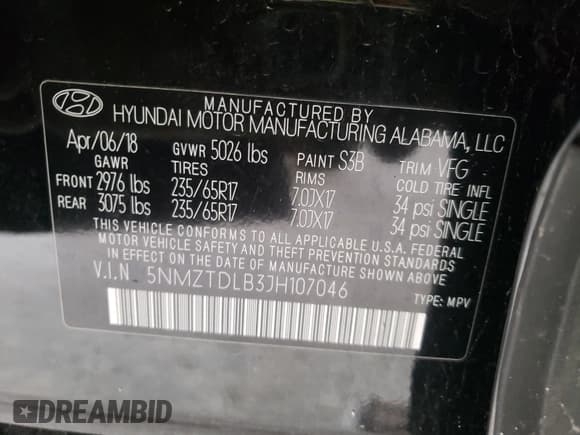 MANUFACTURED BY
HYUNDAI MOTOR MANUFACTURING ALABAMA, LLC
Apr/06/18 GVWR 5026 lbs PAINT S3B TRIM VFG
GAWR TIRES RIMS COLD TIRE INFL
FRONT 2976 lbs 235/65R17 7.0JX17 34 psi SINGLE
REAR 3075 lbs 235/65R17 7.0JX17 34 psi SINGLE
THIS VEHICLE CONFORMS TO ALL APPLICABLE U.S.A. FEDERAL
MOTOR VEHICLE SAFETY AND THEFT PREVENTION STANDARDS
IN EFFECT ON THE DATE OF MANUFACTURE SHOWN ABOVE.
V.I.N. 5NMZTDLB3JH107046
TYPE: MPV
DREAMBID